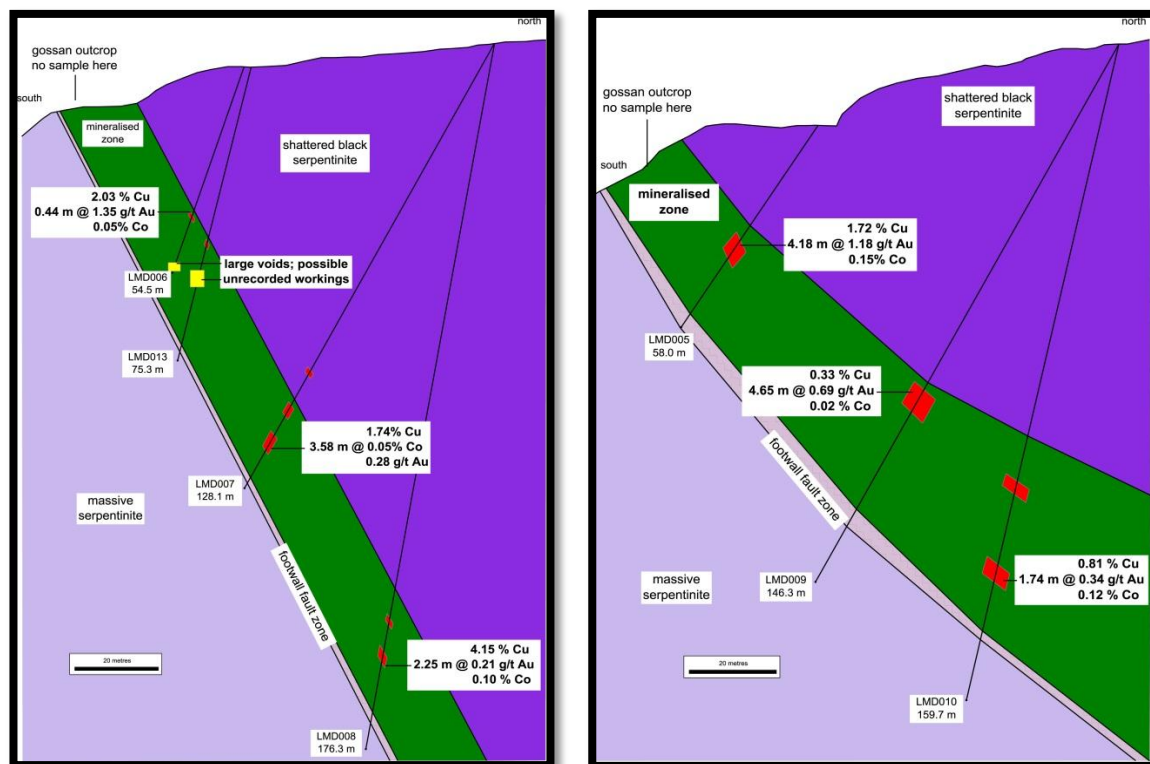 north
gossan outcrop
no sample here
south
mineralised
zone
shattered black
serpentinite
2.03 % Cu
0.44 m @ 1.35 g/t Au
0.05% Co
large voids; possible
unrecorded workings
LMD006
54.5 m
LMD013
75.3 m
1.74% Cu
3.58 m @ 0.05% Co
0.28 g/t Au
LMD007
128.1 m
massive
serpentinite
footwall fault zone
20 metres
4.15 % Cu
2.25 m @ 0.21 g/t Au
0.10 % Co
LMD008
176.3 m
north
shattered black
serpentinite
gossan outcrop
no sample here
south
mineralised
zone
1.72 % Cu
4.18 m @ 1.18 g/t Au
0.15% Co
LMD005
58.0 m
0.33 % Cu
4.65 m @ 0.69 g/t Au
0.02 % Co
footwall fault zone
massive
serpentinite
LMD009
146.3 m
0.81 % Cu
1.74 m @ 0.34 g/t Au
0.12 % Co
20 metres
LMD010
159.7 m